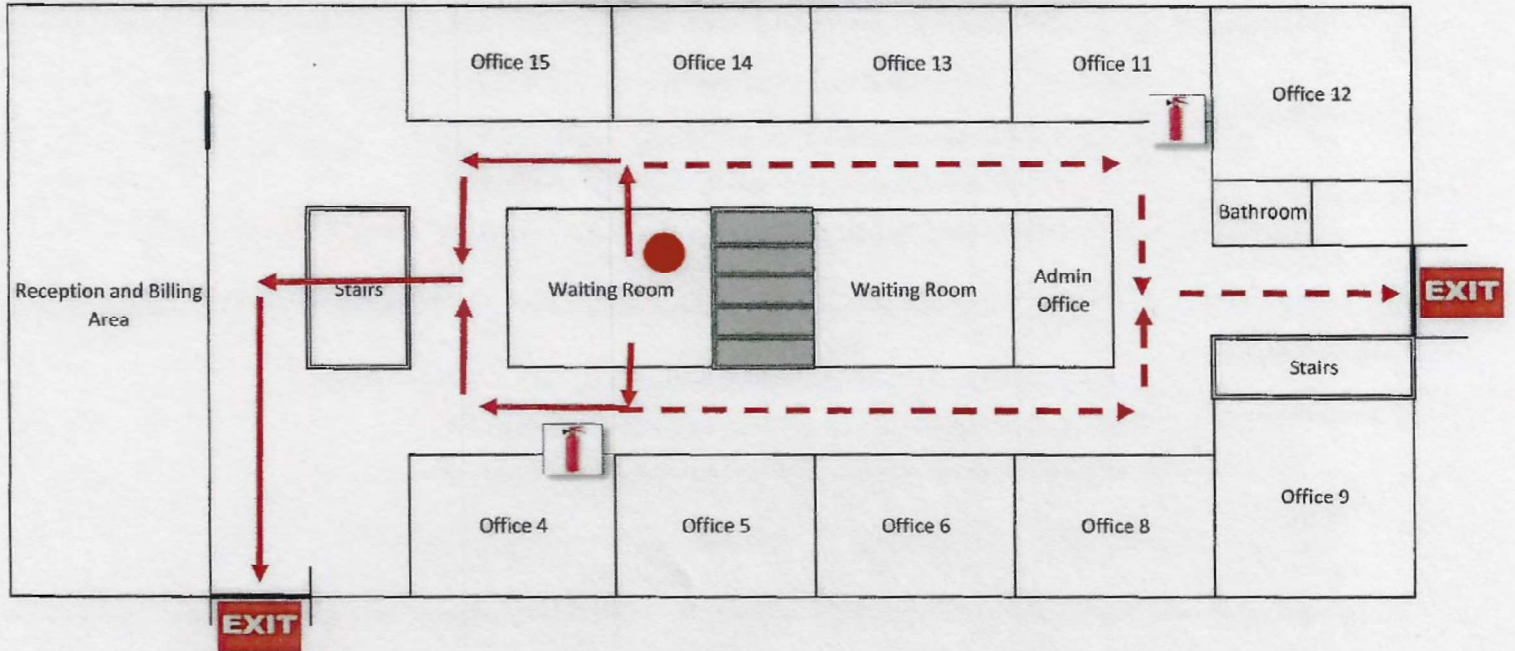 Office 15
Office 14
Office 13
Office 11
Office 12
Bathroom
Reception and Billing
Area
Stairs
Waiting Room
Waiting Room
Admin
Office
EXIT
Stairs
Office 4
Office 5
Office 6
Office 8
Office 9
EXIT